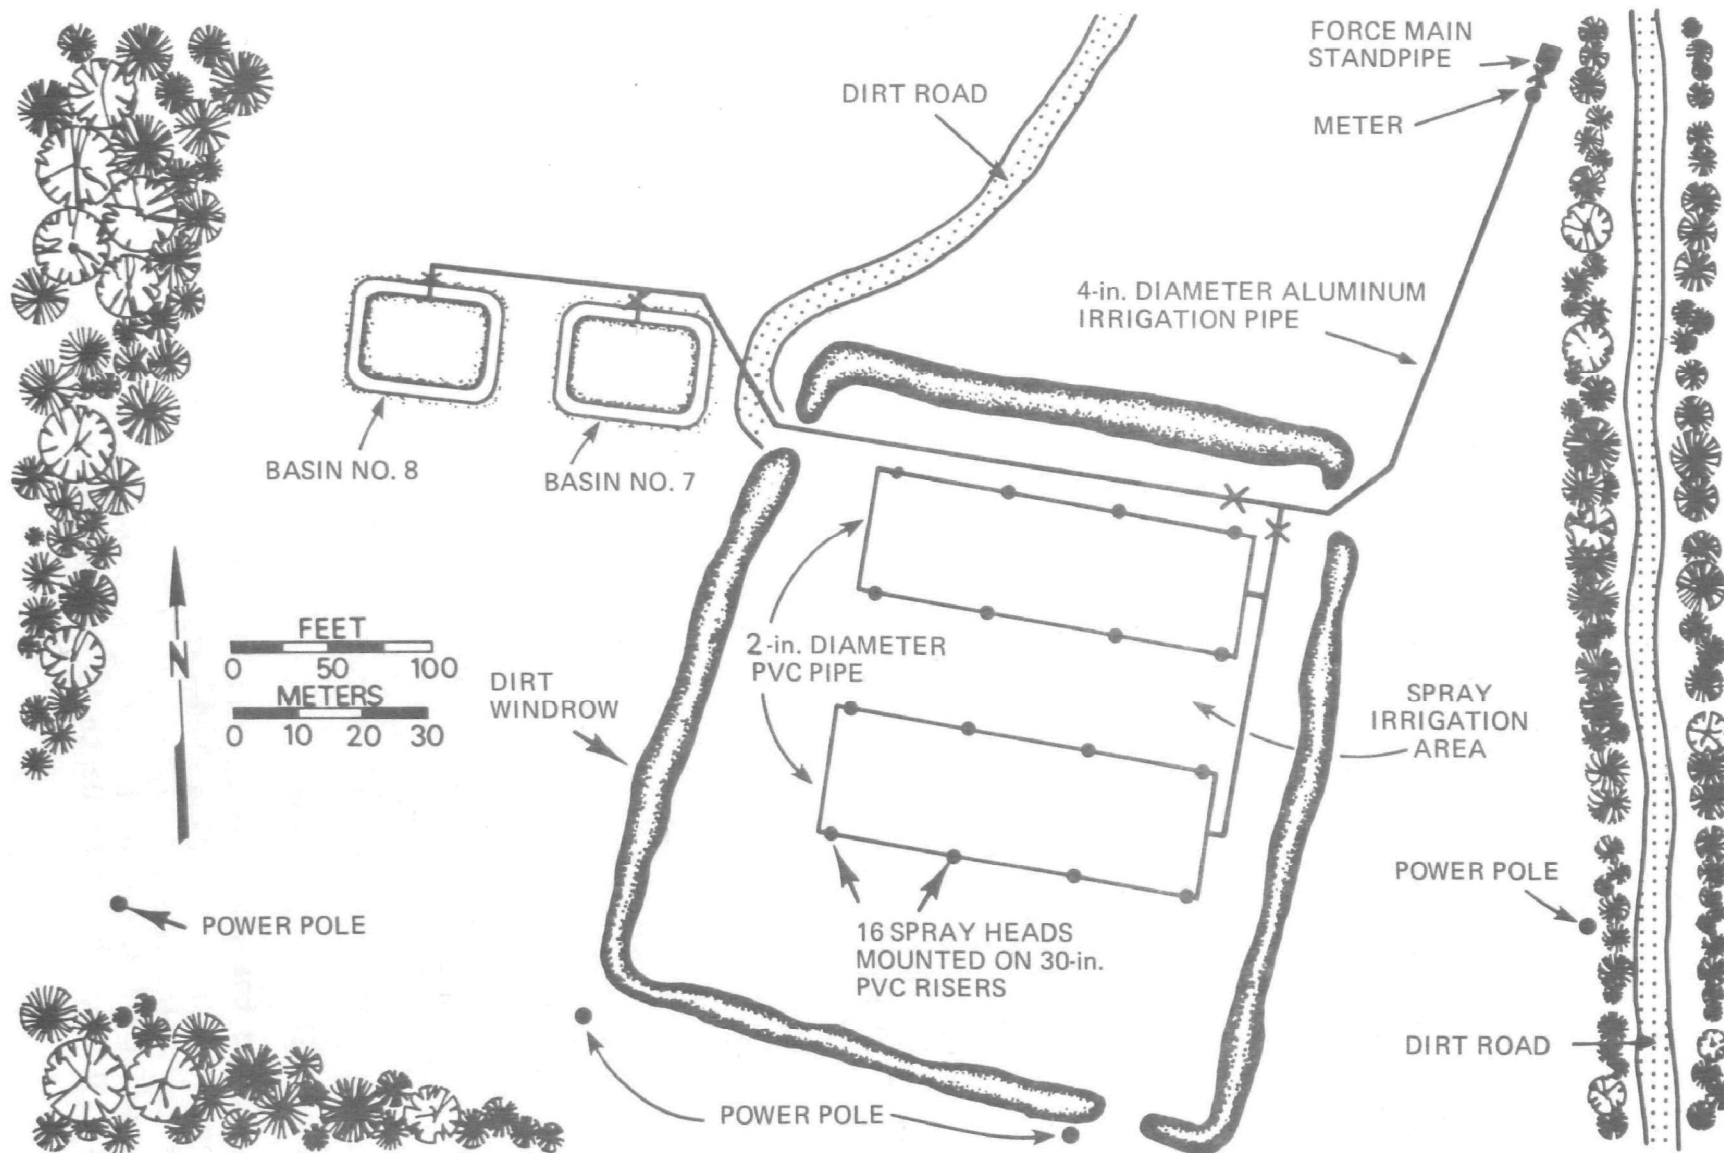 FORCE MAIN
STANDPIPE
DIRT ROAD
METER
4-in. DIAMETER ALUMINUM
IRRIGATION PIPE
BASIN NO. 8
BASIN NO. 7
N
FEET
0 50 100
METERS
0 10 20 30
2-in. DIAMETER
PVC PIPE
DIRT
WINDROW
SPRAY
IRRIGATION
AREA
POWER POLE
POWER POLE
16 SPRAY HEADS
MOUNTED ON 30-in.
PVC RISERS
DIRT ROAD
POWER POLE